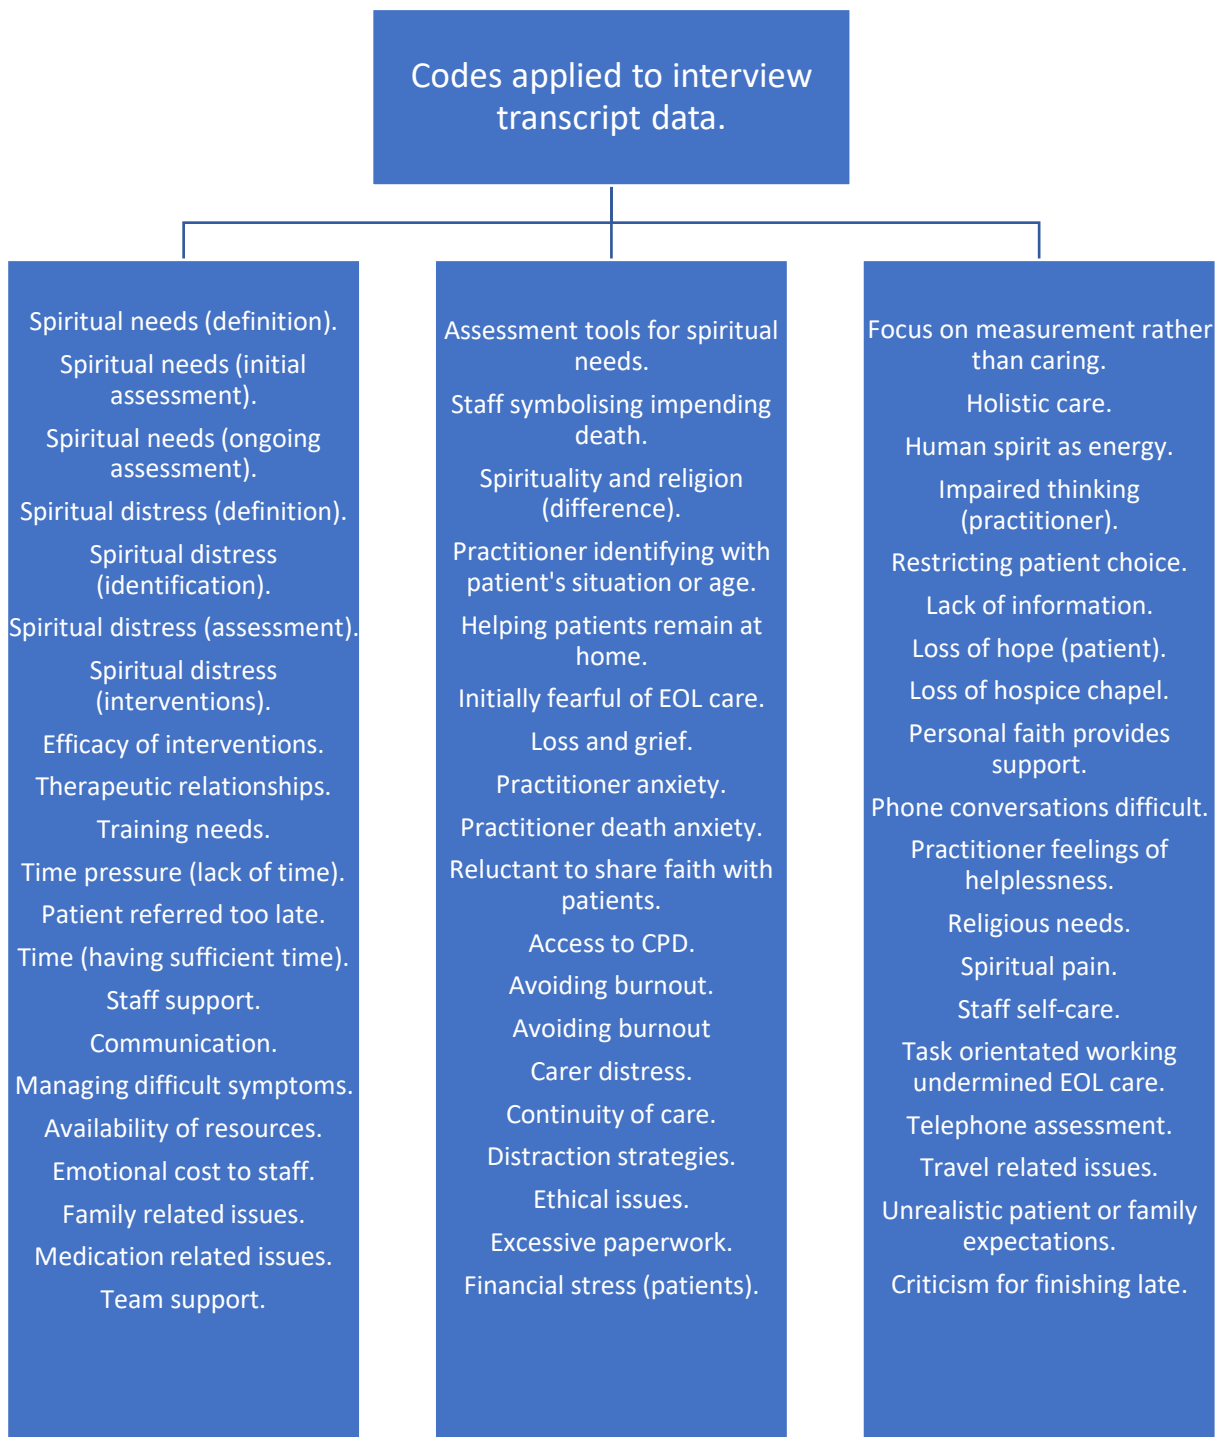 Codes applied to interview
transcript data.
Spiritual needs (definition).
Spiritual needs (initial
assessment).
Spiritual needs (ongoing
assessment).
Spiritual distress (definition).
Spiritual distress
(identification).
Spiritual distress (assessment).
Spiritual distress
(interventions).
Efficacy of interventions.
Therapeutic relationships.
Training needs.
Time pressure (lack of time).
Patient referred too late.
Time (having sufficient time).
Staff support.
Communication.
Managing difficult symptoms.
Availability of resources.
Emotional cost to staff.
Family related issues.
Medication related issues.
Team support.
Assessment tools for spiritual
needs.
Staff symbolising impending
death.
Spirituality and religion
(difference).
Practitioner identifying with
patient's situation or age.
Helping patients remain at
home.
Initially fearful of EOL care.
Loss and grief.
Practitioner anxiety.
Practitioner death anxiety.
Reluctant to share faith with
patients.
Access to CPD.
Avoiding burnout.
Avoiding burnout
Carer distress.
Continuity of care.
Distraction strategies.
Ethical issues.
Excessive paperwork.
Financial stress (patients).
Focus on measurement rather
than caring.
Holistic care.
Human spirit as energy.
Impaired thinking
(practitioner).
Restricting patient choice.
Lack of information.
Loss of hope (patient).
Loss of hospice chapel.
Personal faith provides
support.
Phone conversations difficult.
Practitioner feelings of
helplessness.
Religious needs.
Spiritual pain.
Staff self-care.
Task orientated working
undermined EOL care.
Telephone assessment.
Travel related issues.
Unrealistic patient or family
expectations.
Criticism for finishing late.